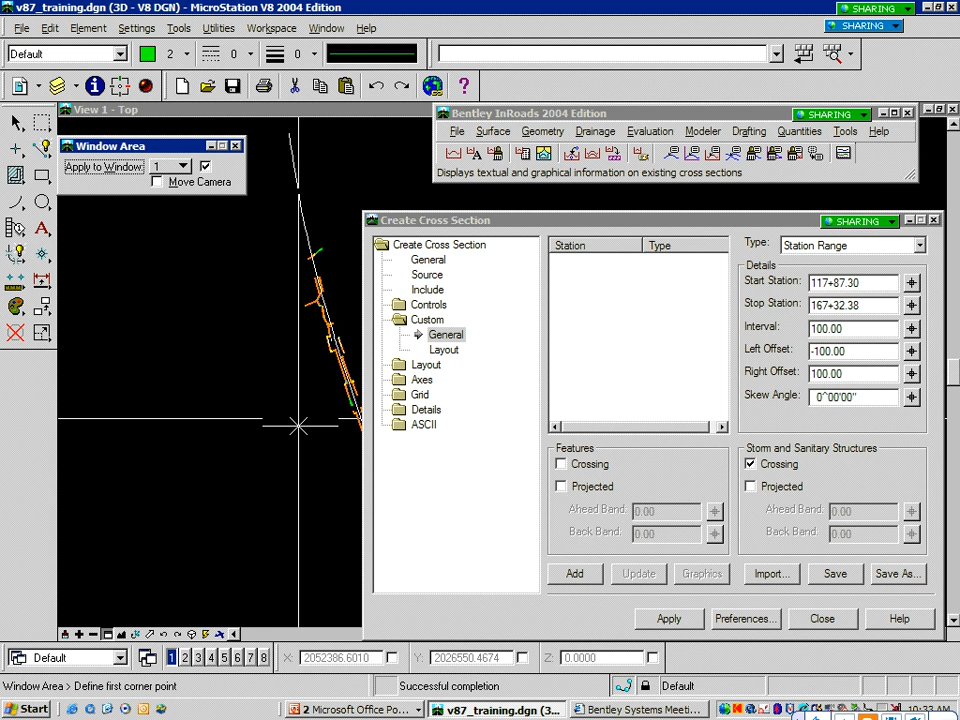 v87_training.dgn (3D - V8 DGN) - MicroStation V8 2004 Edition
SHARING
File Edit Element Settings Tools Utilities Workspace Window Help
SHARING
Default 2 0 0
View 1 - Top
Window Area
Apply to Window: 1
Move Camera
Bentley InRoads 2004 Edition SHARING
File Surface Geometry Drainage Evaluation Modeler Drafting Quantities Tools Help
Displays textual and graphical information on existing cross sections
Create Cross Section SHARING
Create Cross Section
General
Source
Include
Controls
Custom
General
Layout
Layout
Axes
Grid
Details
ASCII
Station Type
Type: Station Range
Details
Start Station: 117+87.30
Stop Station: 167+32.38
Interval: 100.00
Left Offset: -100.00
Right Offset: 100.00
Skew Angle: 0^00'00"
Features
Crossing
Projected
Ahead Band: 0.00
Back Band: 0.00
Storm and Sanitary Structures
Crossing
Projected
Ahead Band: 0.00
Back Band: 0.00
Add Update Graphics Import... Save Save As...
Apply Preferences... Close Help
Default 1 2 3 4 5 6 7 8 X: 2052386.6010 Y: 2026550.4674 Z: 0.0000
Window Area > Define first corner point Successful completion Default
Start 2 Microsoft Office Po... v87_training.dgn (3... Bentley Systems Meeti... 10:33 AM